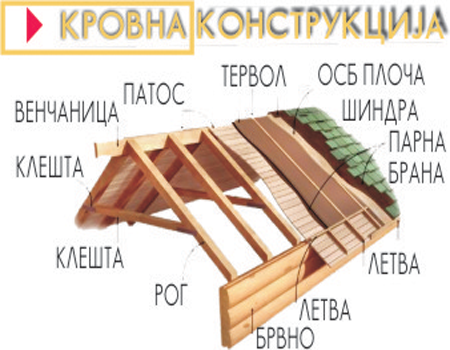 КРОВНА КОНСТРУКЦИЈА
ТЕРВОЛ
ОСБ ПЛОЧА
ПАТОС
ВЕНЧАНИЦА
ШИНДРА
ПАРНА
БРАНА
КЛЕШТА
КЛЕШТА
РОГ
ЛЕТВА
ЛЕТВА
БРВНО